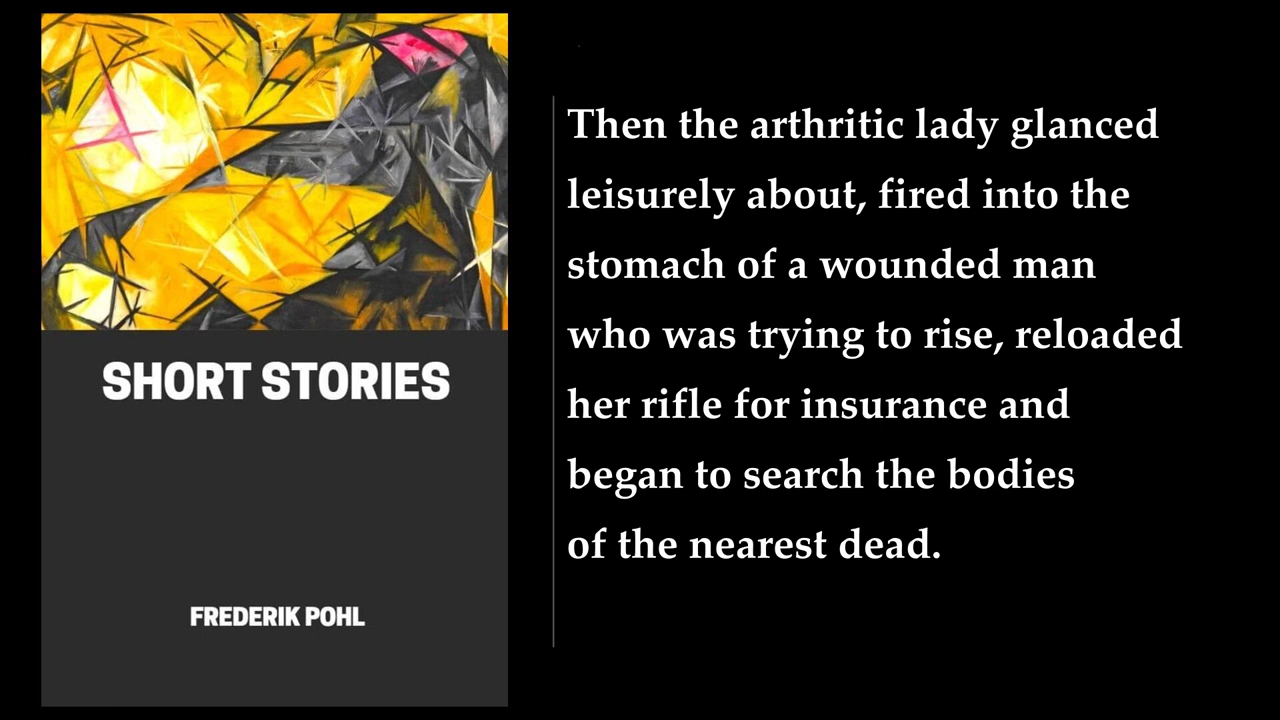 SHORT STORIES
FREDERIK POHL
Then the arthritic lady glanced
leisurely about, fired into the
stomach of a wounded man
who was trying to rise, reloaded
her rifle for insurance and
began to search the bodies
of the nearest dead.